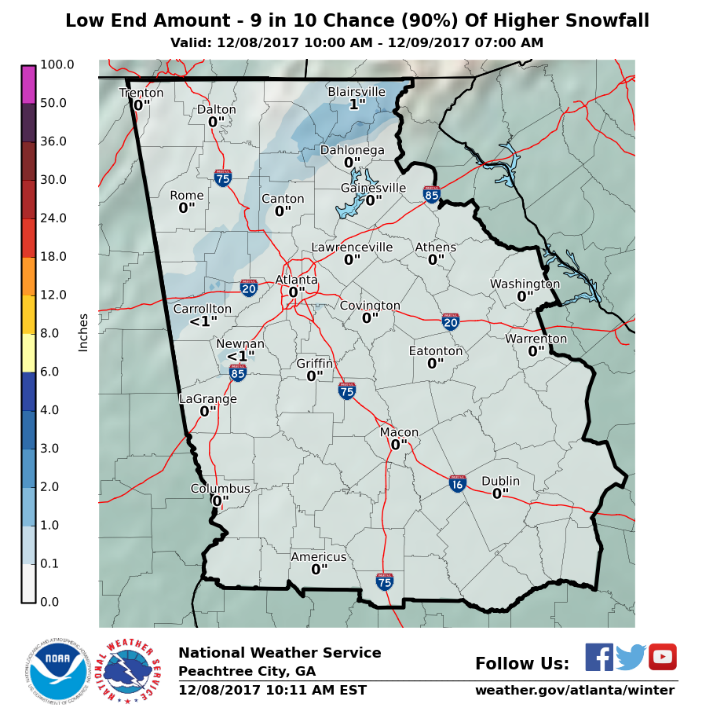 Low End Amount - 9 in 10 Chance (90%) Of Higher Snowfall
Valid: 12/08/2017 10:00 AM - 12/09/2017 07:00 AM
100.0
50.0
36.0
30.0
24.0
18.0
12.0
8.0
6.0
4.0
3.0
2.0
1.0
0.1
0.0
Inches
Trenton
0"
Dalton
0"
Blairsville
1"
Dahlonega
0"
75
Rome
0"
Canton
0"
Gainesville
0"
85
Lawrenceville
0"
Athens
0"
20
Atlanta
0"
Washington
0"
Carrollton
<1"
Covington
0"
20
Newnan
<1"
85
Griffin
0"
Eatonton
0"
Warrenton
0"
75
LaGrange
0"
Macon
0"
Columbus
0"
16
Dublin
0"
Americus
0"
75
NOAA
NATIONAL WEATHER SERVICE
National Weather Service
Peachtree City, GA
12/08/2017 10:11 AM EST
Follow Us:
weather.gov/atlanta/winter